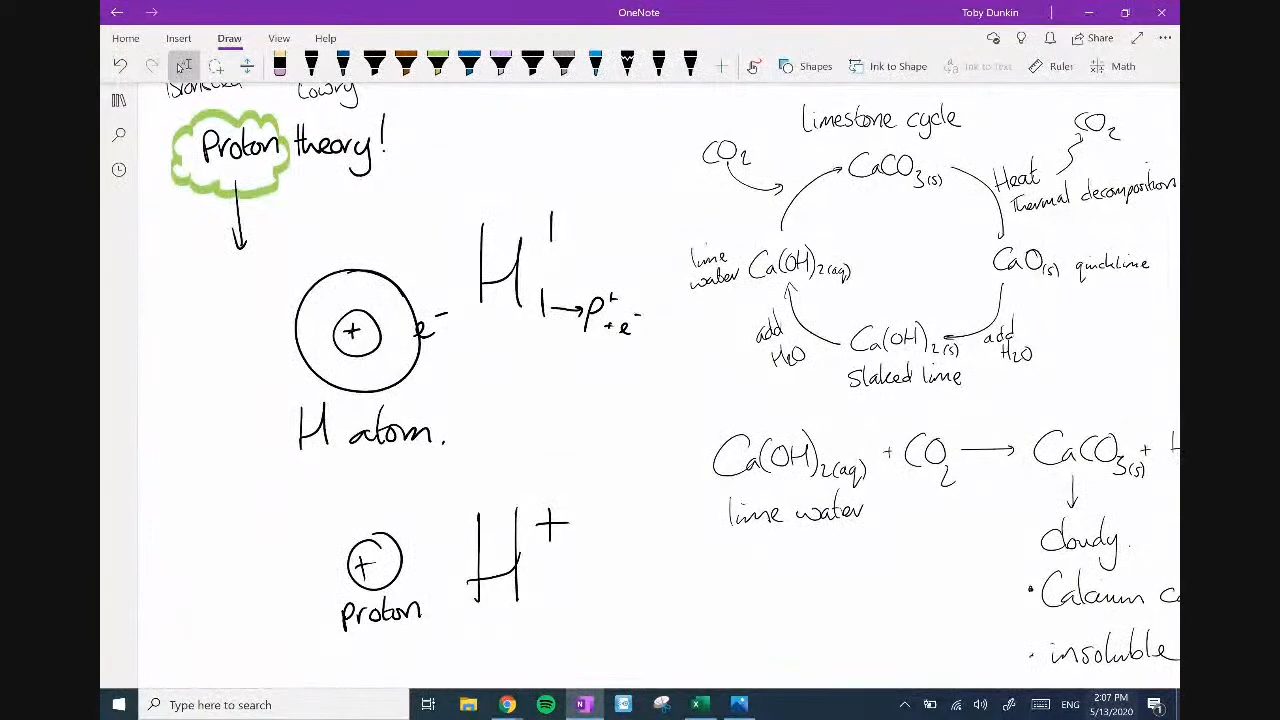 OneNote
Toby Dunkin
Home Insert Draw View Help
Share
Shapes Ink to Shape Ink to Text Ruler Math
Lowry
Proton theory!
H 1
1 → p+
+ e-
+ e-
H atom.
+ H+
proton
Limestone cycle
CO2
CO2
CaCO3(s)
Heat
Thermal decomposition
lime
water Ca(OH)2(aq)
CaO(s) quicklime
add
H2O
Ca(OH)2(s)
slaked lime
add
H2O
Ca(OH)2(aq) + CO2 → CaCO3(s) + H
lime water
cloudy.
• Calcium
• insoluble
Type here to search
ENG
2:07 PM
5/13/2020